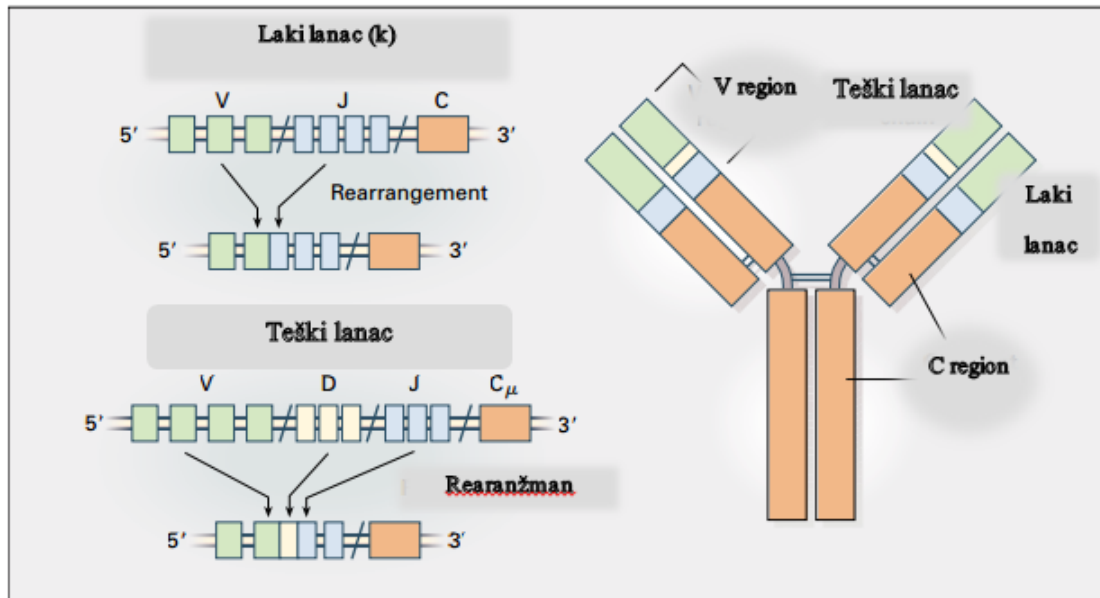 Laki lanac (k)
V J C
5′ 3′
Rearrangement
5′ 3′
Teški lanac
V D J Cμ
5′ 3′
Rearanžman
5′ 3′
V region
Teški lanac
Laki
lanac
C region